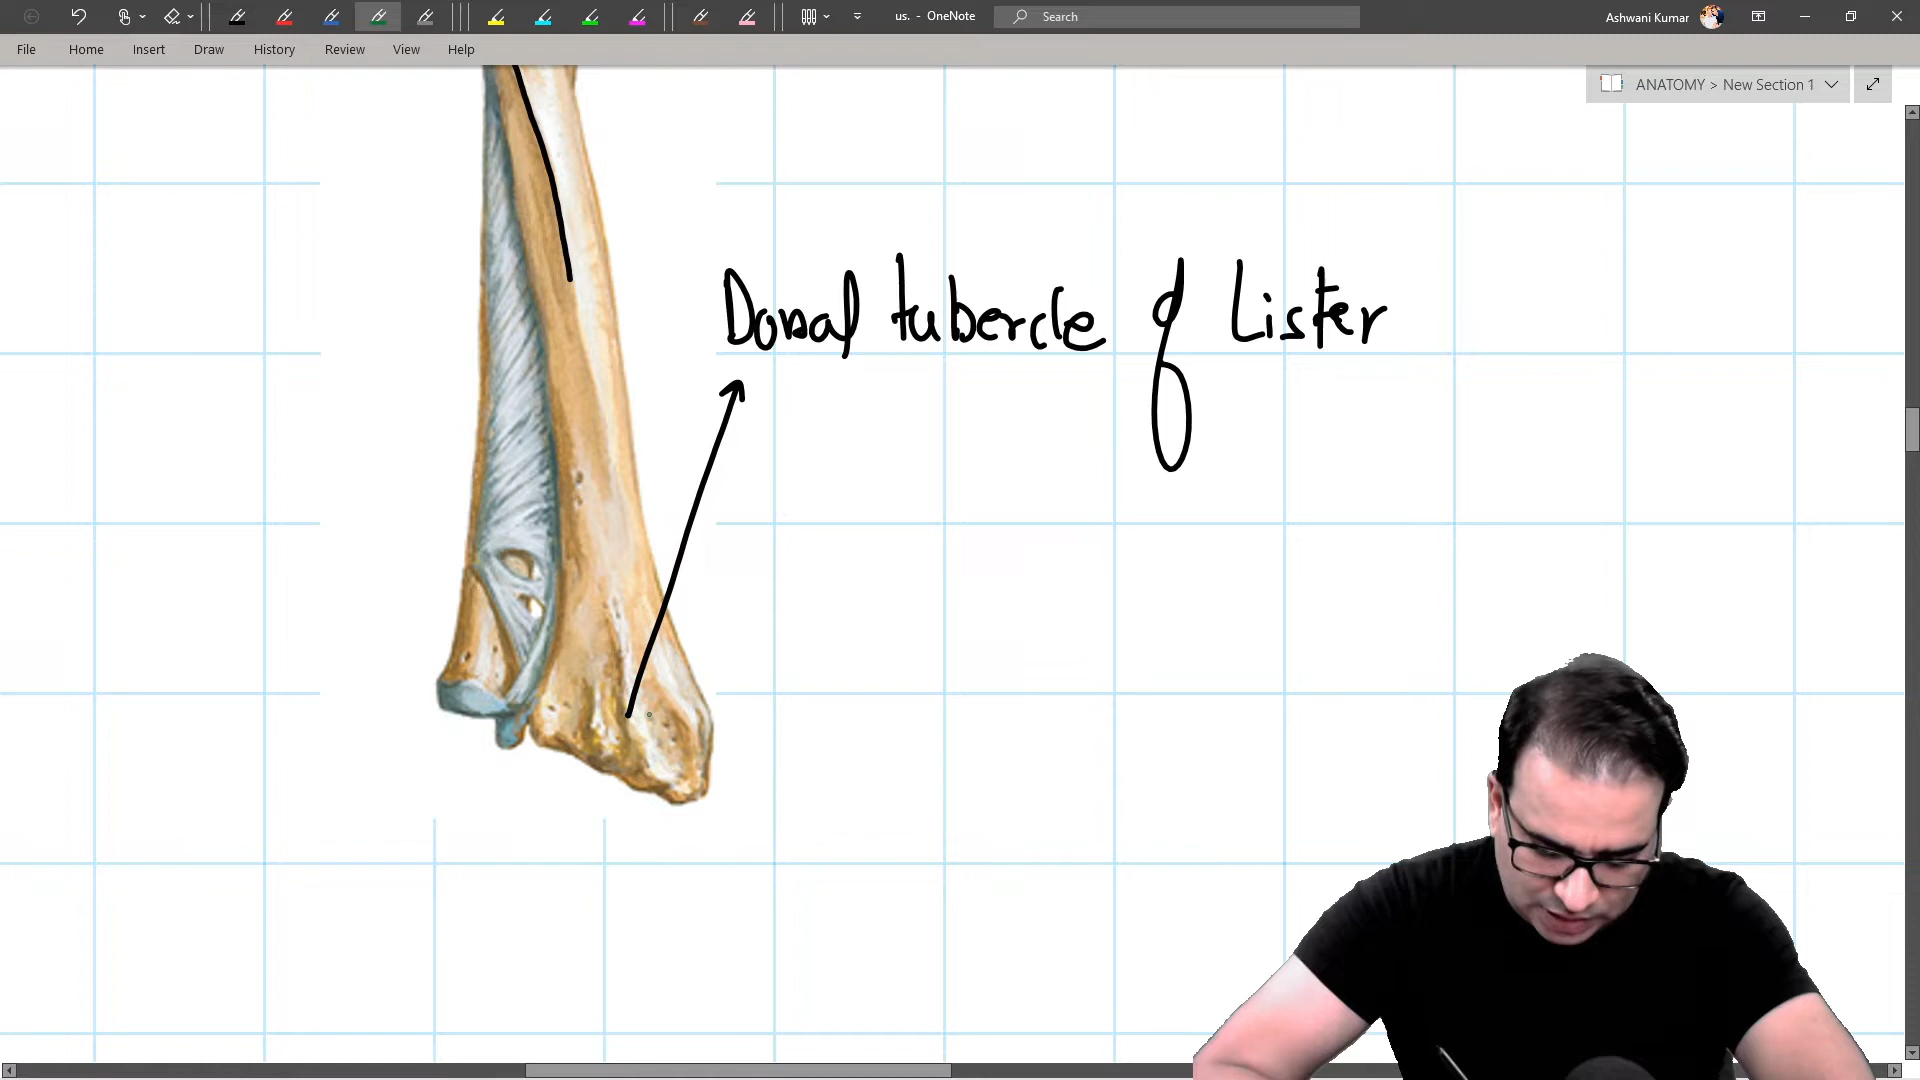 us. - OneNote
Search
Ashwani Kumar
File Home Insert Draw History Review View Help
ANATOMY > New Section 1
Dorsal tubercle of Lister